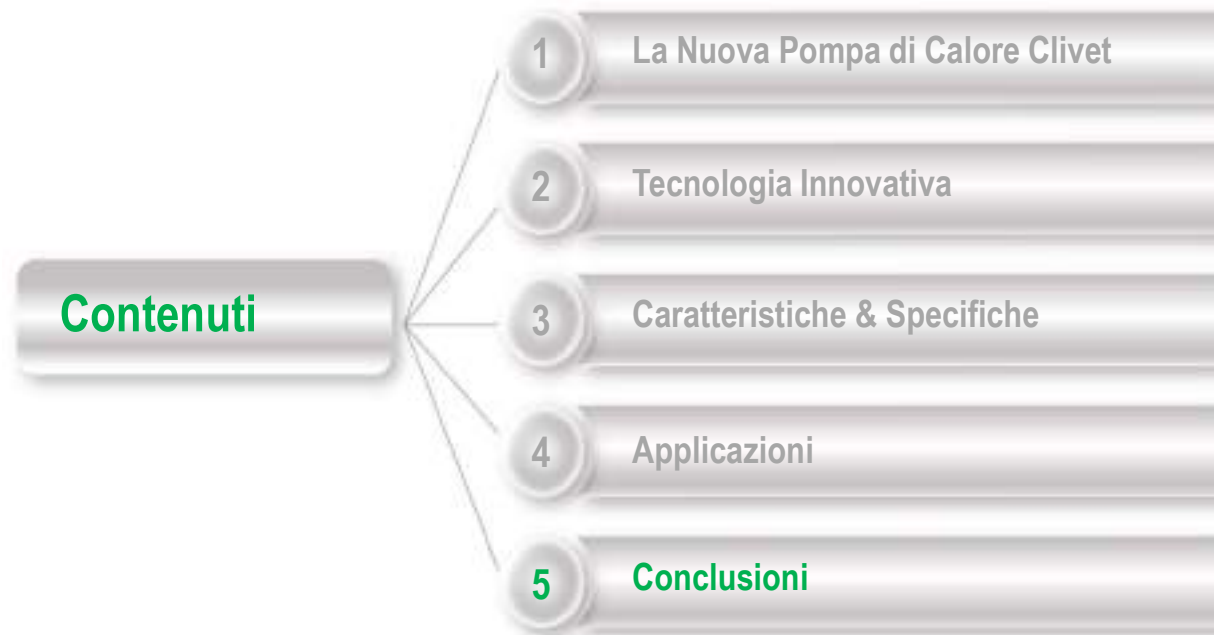 Contenuti
1 La Nuova Pompa di Calore Clivet
2 Tecnologia Innovativa
3 Caratteristiche & Specifiche
4 Applicazioni
5 Conclusioni